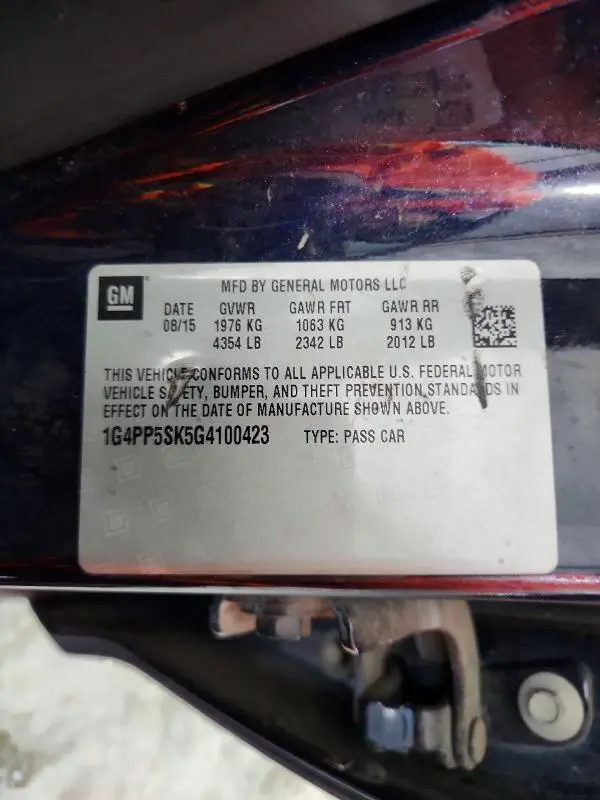 GM
MFD BY GENERAL MOTORS LLC
DATE GVWR GAWR FRT GAWR RR
08/15 1976 KG 1063 KG 913 KG
4354 LB 2342 LB 2012 LB
THIS VEHICLE CONFORMS TO ALL APPLICABLE U.S. FEDERAL MOTOR
VEHICLE SAFETY, BUMPER, AND THEFT PREVENTION STANDARDS IN
EFFECT ON THE DATE OF MANUFACTURE SHOWN ABOVE.
1G4PP5SK5G4100423 TYPE: PASS CAR